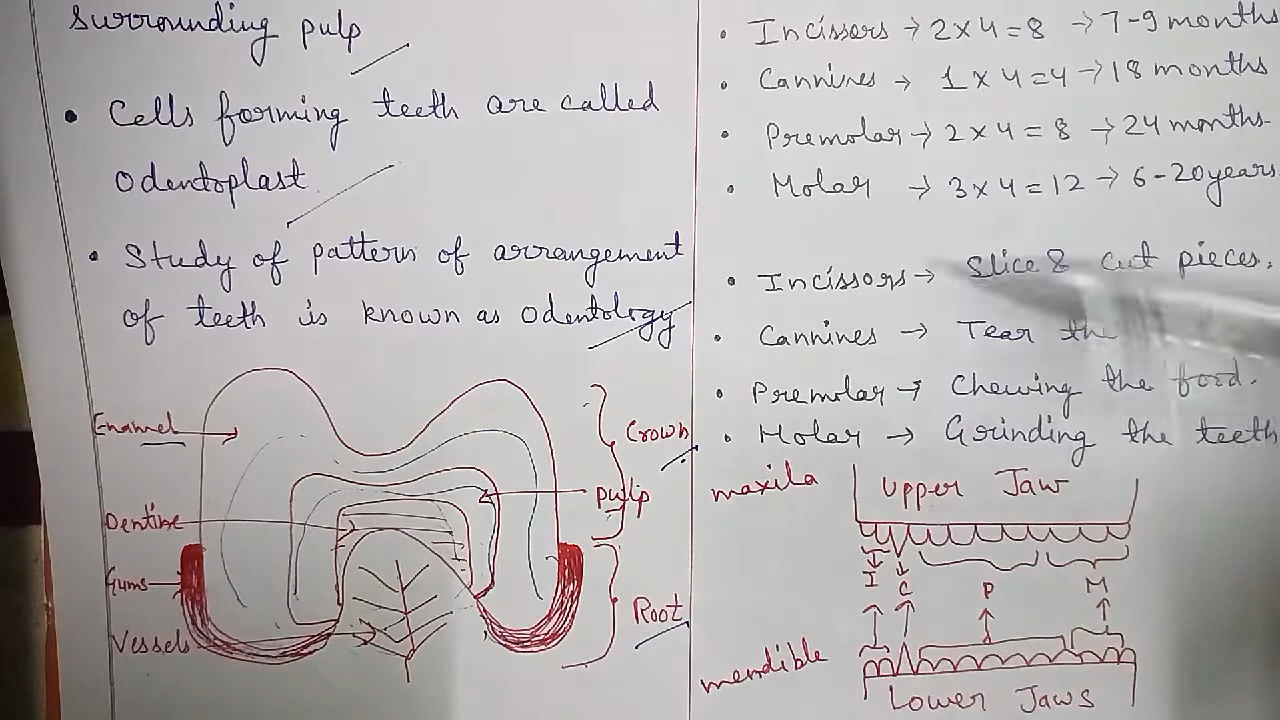 Surrounding pulp
• Cells forming teeth are called
Odentoplast
• Study of pattern of arrangement
of teeth is known as Odentology
Enamel
Dentine
Gums
Vessels
Crown
Pulp
Root
• Incissors → 2×4=8 → 7-9 months
• Cannines → 1×4=4 → 18 months
• Premolar → 2×4=8 → 24 months
• Molar → 3×4=12 → 6-20 years
• Incissors → Slice & cut pieces.
• Cannines → Tear the
• Premolar → Chewing the food.
• Molar → Grinding the teeth
maxila
Upper Jaw
I C P M
mendible
Lower Jaws